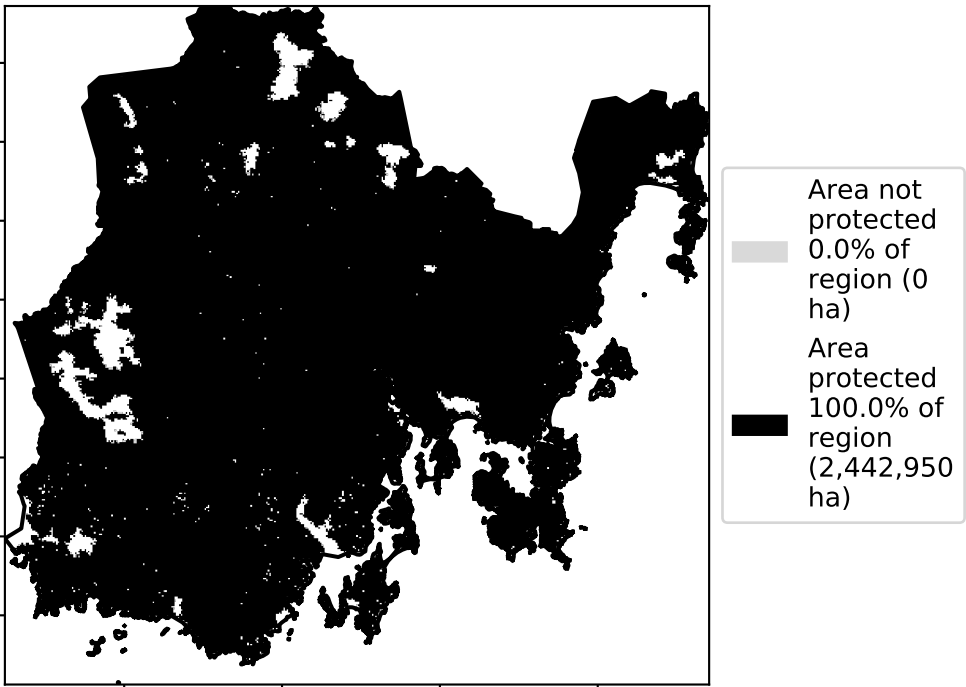 Area not
protected
0.0% of
region (0
ha)
Area
protected
100.0% of
region
(2,442,950
ha)